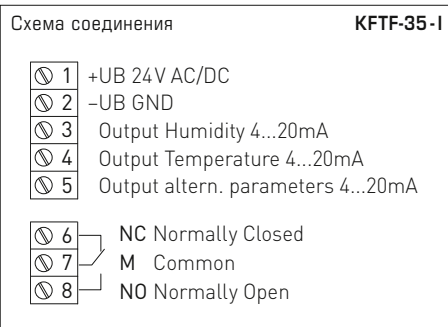 Схема соединения KFTF-35-I
1 +UB 24V AC/DC
2 –UB GND
3 Output Humidity 4...20mA
4 Output Temperature 4...20mA
5 Output altern. parameters 4...20mA
6 NC Normally Closed
7 M Common
8 NO Normally Open